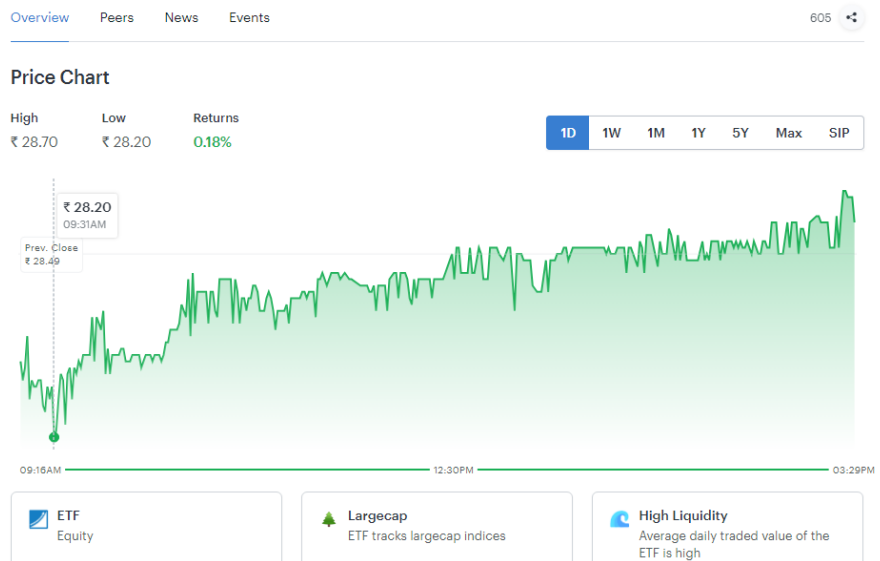 Overview Peers News Events 605
Price Chart
High Low Returns
₹ 28.70 ₹ 28.20 0.18%
1D 1W 1M 1Y 5Y Max SIP
₹ 28.20
09:31AM
Prev. Close
₹ 28.49
09:16AM 12:30PM 03:29PM
ETF Largecap High Liquidity
Equity ETF tracks largecap indices Average daily traded value of the
ETF is high